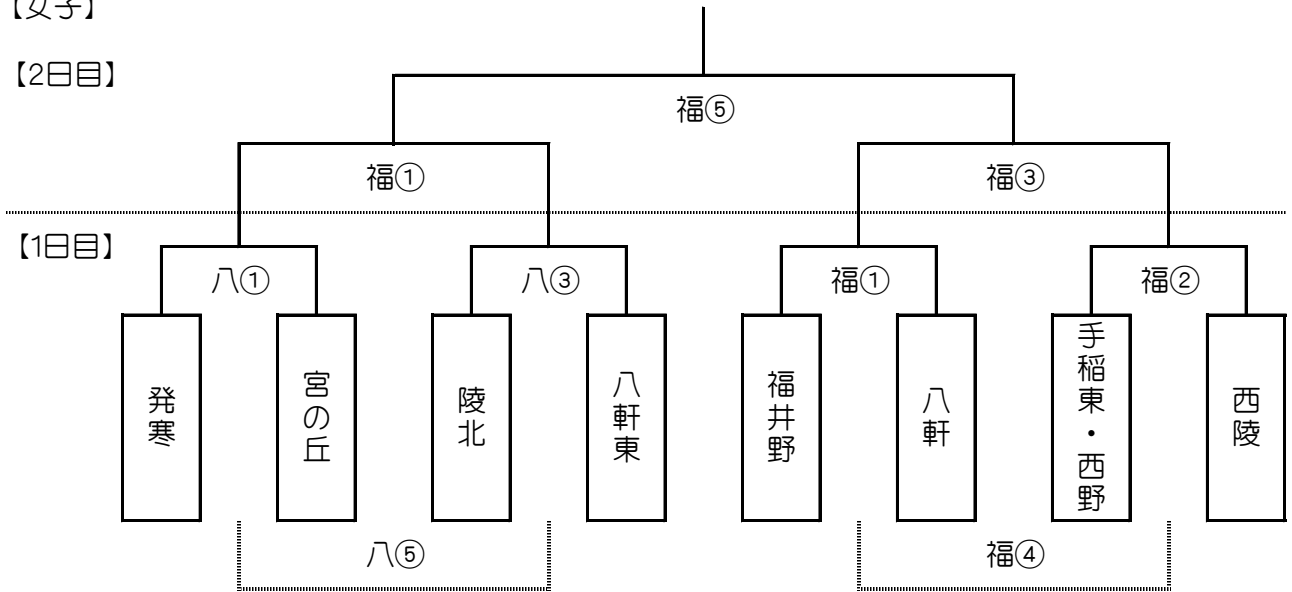 【女子】
【2日目】
福⑤
福①
福③
【1日目】
八①
八③
福①
福②
発寒
宮の丘
陵北
八軒東
福井野
八軒
手稲東・西野
西陵
八⑤
福④